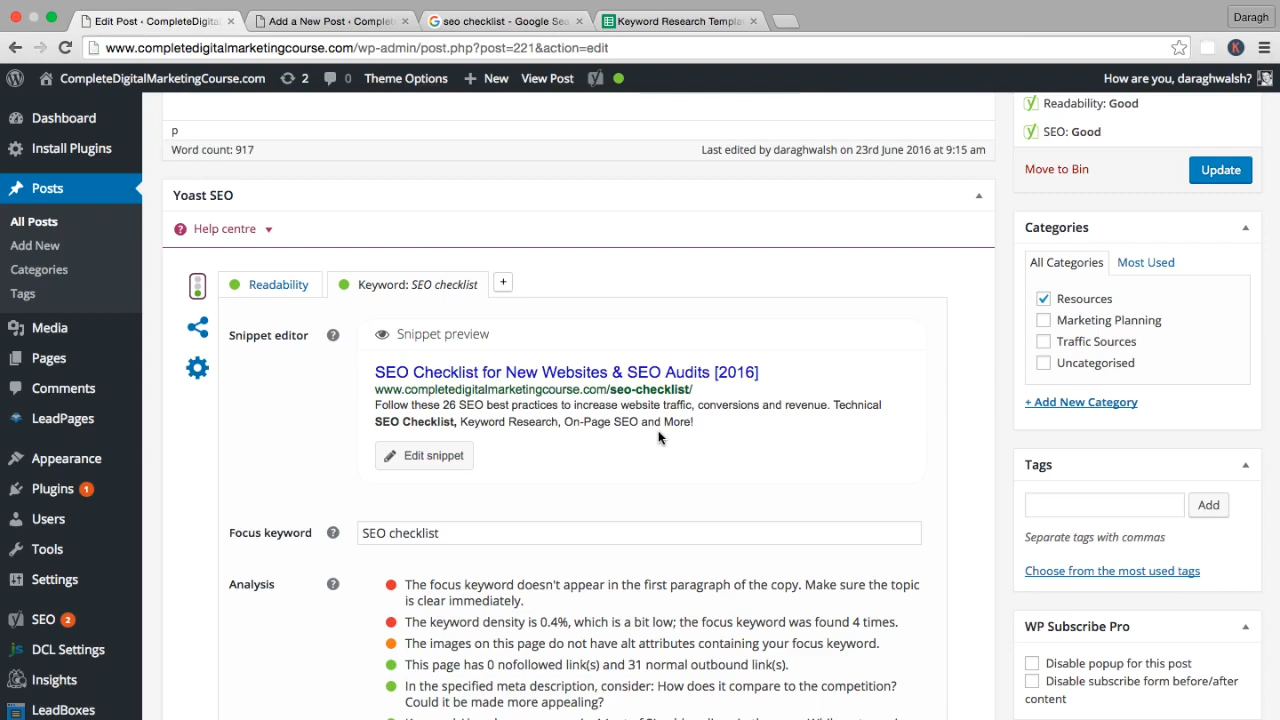 Edit Post ‹ CompleteDigita
Add a New Post ‹ Complet
seo checklist - Google Sea
Keyword Research Templa
Daragh
www.completedigitalmarketingcourse.com/wp-admin/post.php?post=221&action=edit
K
CompleteDigitalMarketingCourse.com
2
0
Theme Options
New
View Post
How are you, daraghwalsh?
Dashboard
Install Plugins
Posts
All Posts
Add New
Categories
Tags
Media
Pages
Comments
LeadPages
Appearance
Plugins 1
Users
Tools
Settings
SEO 2
DCL Settings
Insights
LeadBoxes
p
Word count: 917
Last edited by daraghwalsh on 23rd June 2016 at 9:15 am
Yoast SEO
? Help centre
Readability
Keyword: SEO checklist
+
Snippet editor ?
Snippet preview
SEO Checklist for New Websites & SEO Audits [2016]
www.completedigitalmarketingcourse.com/seo-checklist/
Follow these 26 SEO best practices to increase website traffic, conversions and revenue. Technical
SEO Checklist, Keyword Research, On-Page SEO and More!
Edit snippet
Focus keyword ?
SEO checklist
Analysis ?
The focus keyword doesn't appear in the first paragraph of the copy. Make sure the topic
is clear immediately.
The keyword density is 0.4%, which is a bit low; the focus keyword was found 4 times.
The images on this page do not have alt attributes containing your focus keyword.
This page has 0 nofollowed link(s) and 31 normal outbound link(s).
In the specified meta description, consider: How does it compare to the competition?
Could it be made more appealing?
Readability: Good
SEO: Good
Move to Bin
Update
Categories
All Categories
Most Used
Resources
Marketing Planning
Traffic Sources
Uncategorised
+ Add New Category
Tags
Add
Separate tags with commas
Choose from the most used tags
WP Subscribe Pro
Disable popup for this post
Disable subscribe form before/after
content